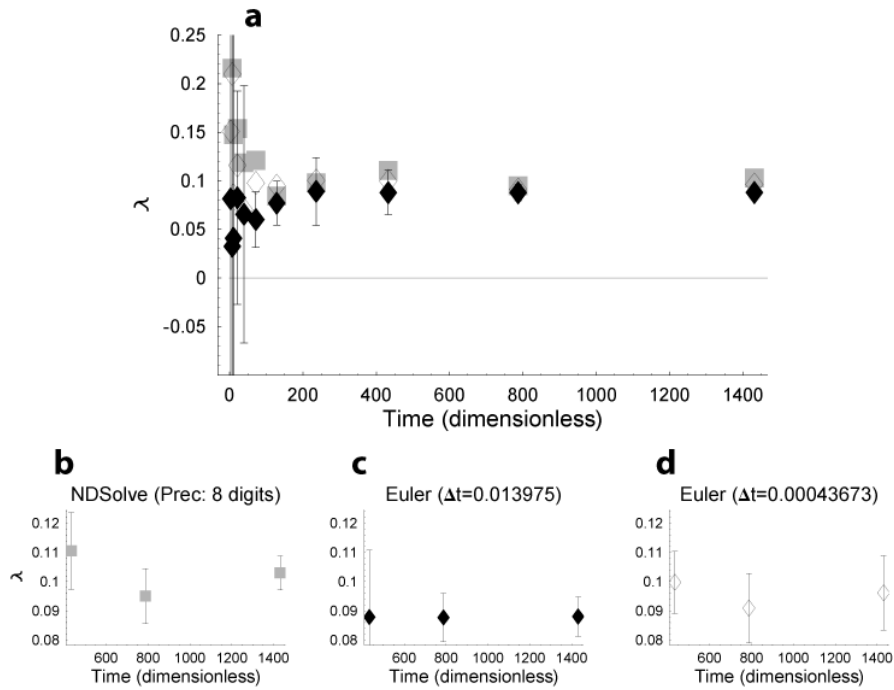 a
0.25
0.2
0.15
0.1
0.05
0
-0.05
λ
0 200 400 600 800 1000 1200 1400
Time (dimensionless)
b
NDSolve (Prec: 8 digits)
0.12
0.11
0.1
0.09
0.08
λ
600 800 1000 1200 1400
Time (dimensionless)
c
Euler (Δt=0.013975)
0.12
0.11
0.1
0.09
0.08
600 800 1000 1200 1400
Time (dimensionless)
d
Euler (Δt=0.00043673)
0.12
0.11
0.1
0.09
0.08
600 800 1000 1200 1400
Time (dimensionless)